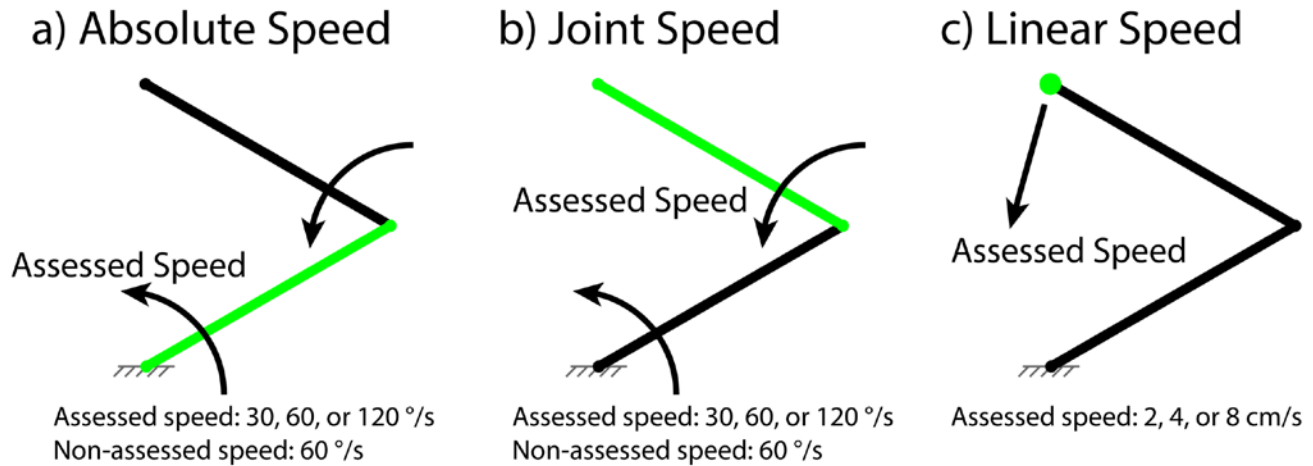 a) Absolute Speed
Assessed Speed
Assessed speed: 30, 60, or 120 °/s
Non-assessed speed: 60 °/s
b) Joint Speed
Assessed Speed
Assessed speed: 30, 60, or 120 °/s
Non-assessed speed: 60 °/s
c) Linear Speed
Assessed Speed
Assessed speed: 2, 4, or 8 cm/s